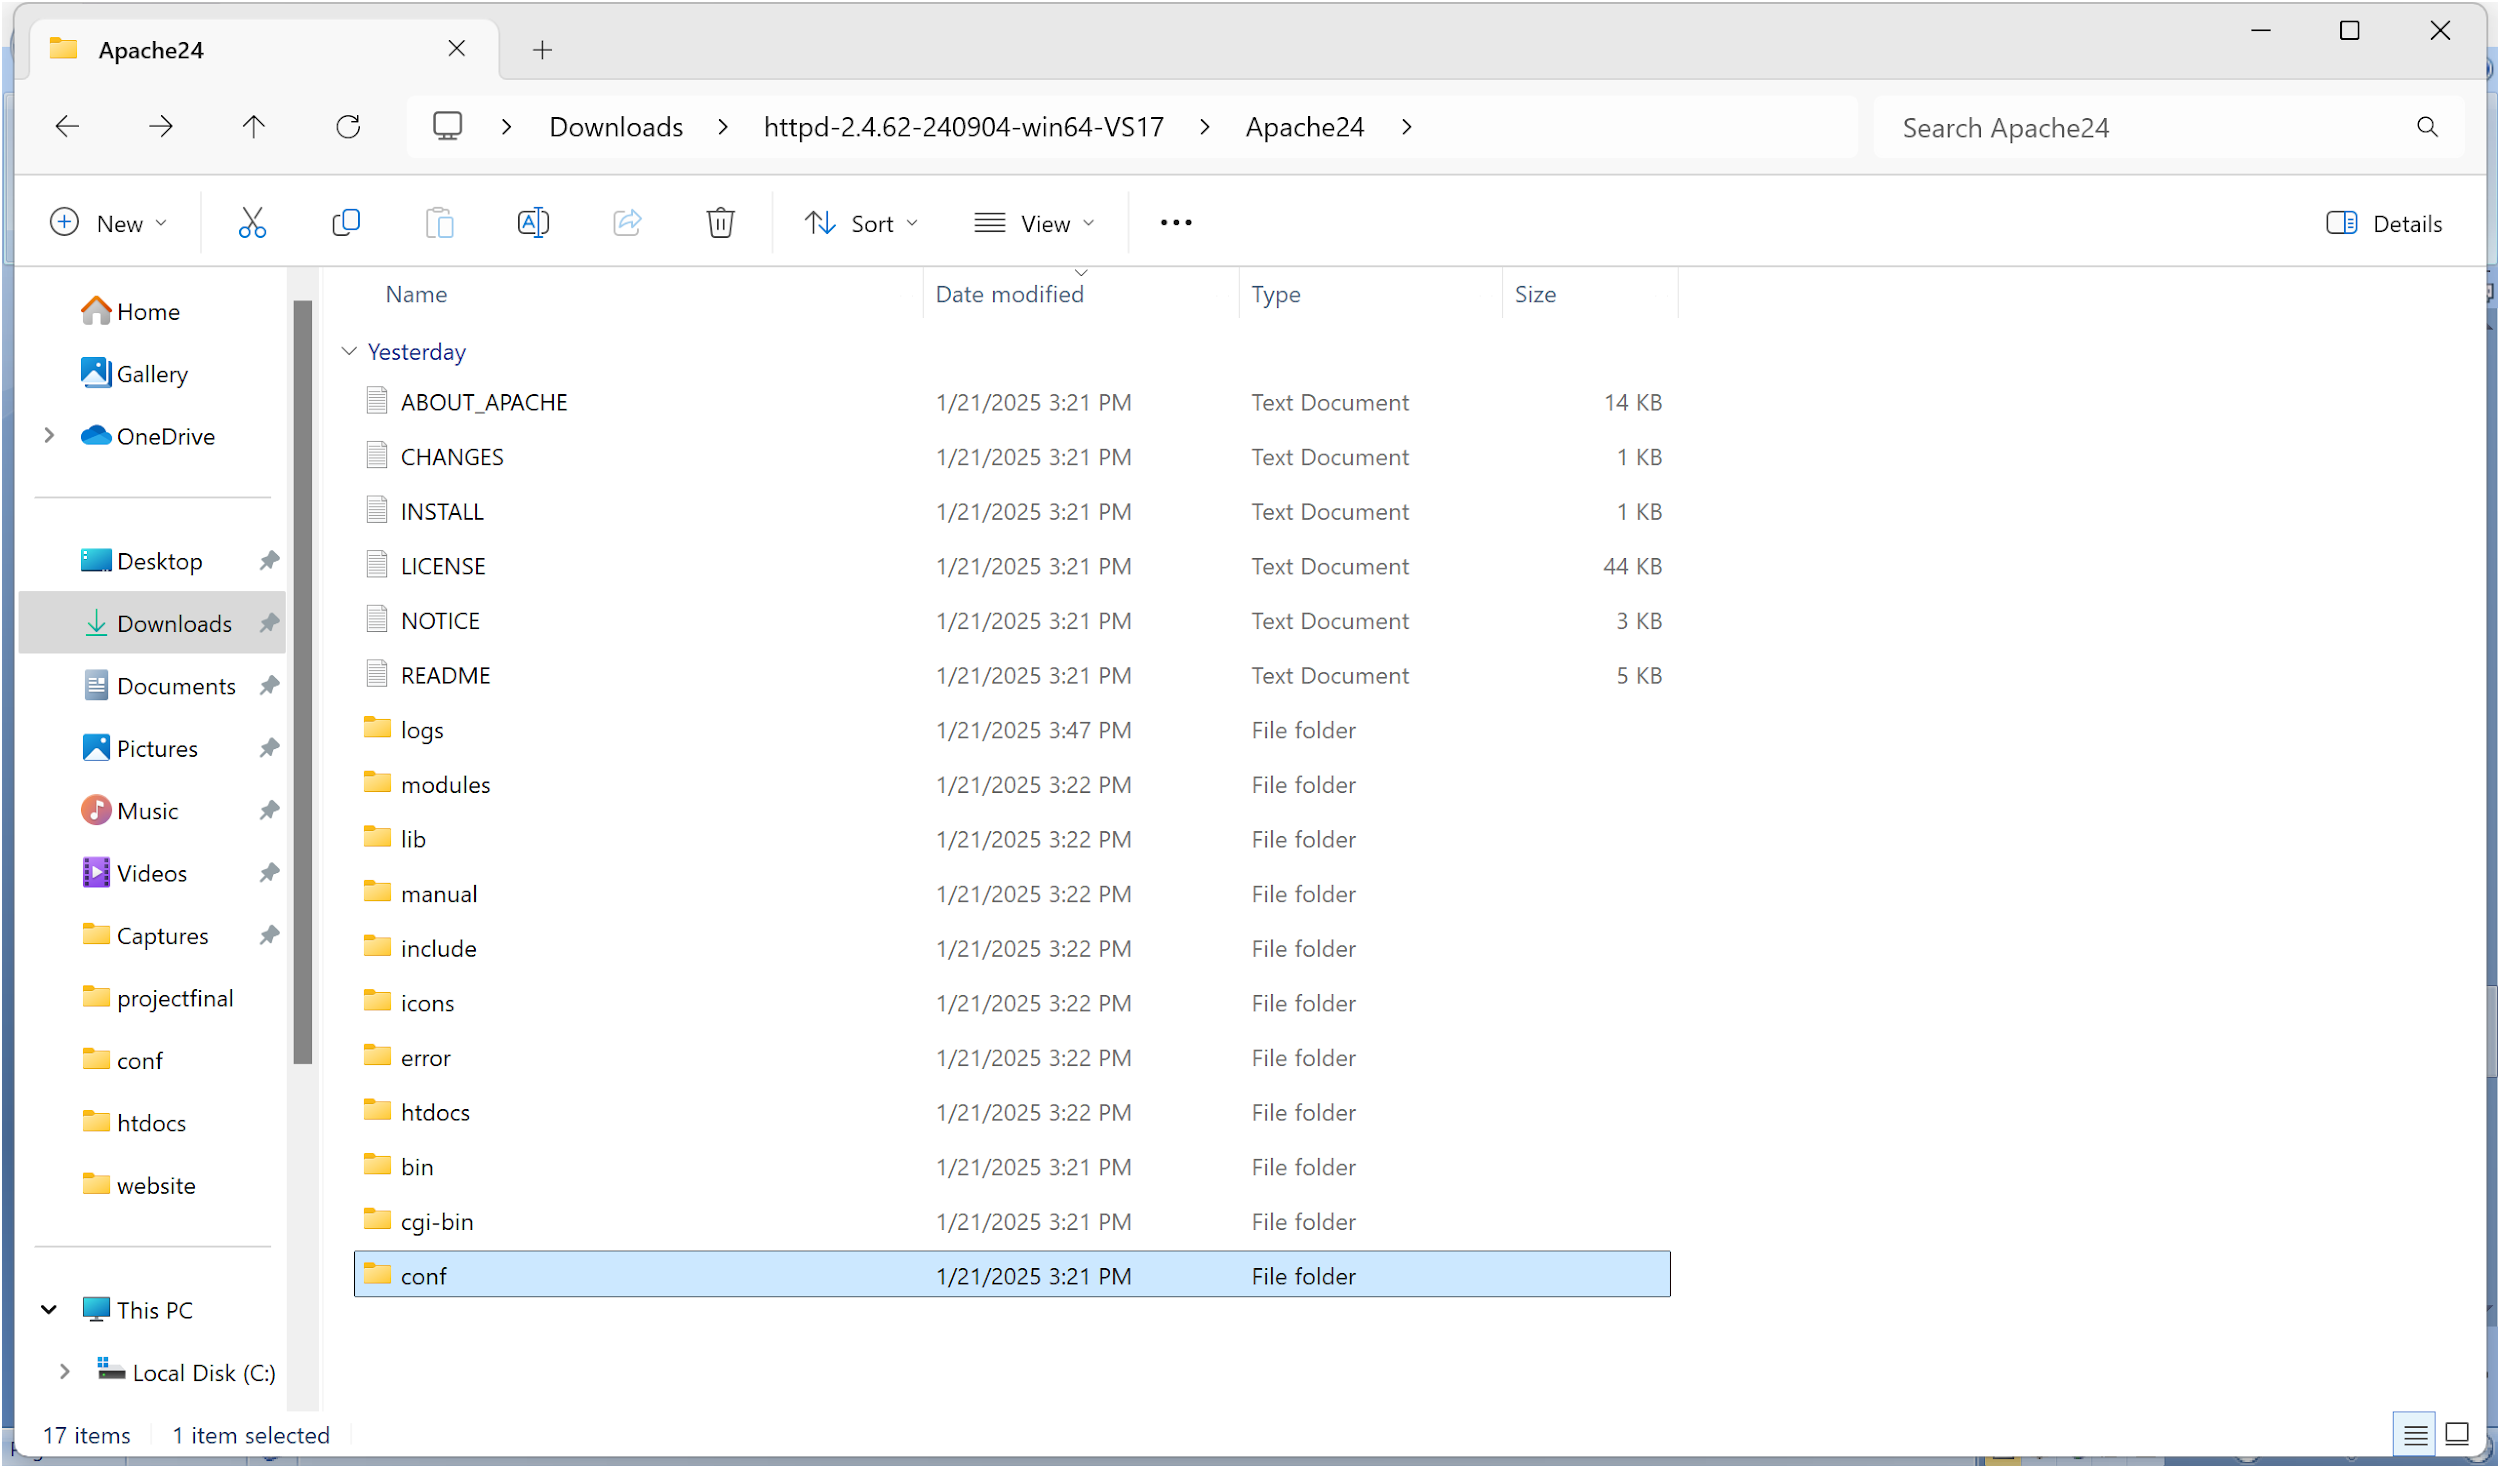 Apache24
Downloads
httpd-2.4.62-240904-win64-VS17
Apache24
Search Apache24
New
Sort
View
Details
Home
Gallery
OneDrive
Desktop
Downloads
Documents
Pictures
Music
Videos
Captures
projectfinal
conf
htdocs
website
This PC
Local Disk (C:)
Name Date modified Type Size
Yesterday
ABOUT_APACHE 1/21/2025 3:21 PM Text Document 14 KB
CHANGES 1/21/2025 3:21 PM Text Document 1 KB
INSTALL 1/21/2025 3:21 PM Text Document 1 KB
LICENSE 1/21/2025 3:21 PM Text Document 44 KB
NOTICE 1/21/2025 3:21 PM Text Document 3 KB
README 1/21/2025 3:21 PM Text Document 5 KB
logs 1/21/2025 3:47 PM File folder
modules 1/21/2025 3:22 PM File folder
lib 1/21/2025 3:22 PM File folder
manual 1/21/2025 3:22 PM File folder
include 1/21/2025 3:22 PM File folder
icons 1/21/2025 3:22 PM File folder
error 1/21/2025 3:22 PM File folder
htdocs 1/21/2025 3:22 PM File folder
bin 1/21/2025 3:21 PM File folder
cgi-bin 1/21/2025 3:21 PM File folder
conf 1/21/2025 3:21 PM File folder
17 items 1 item selected